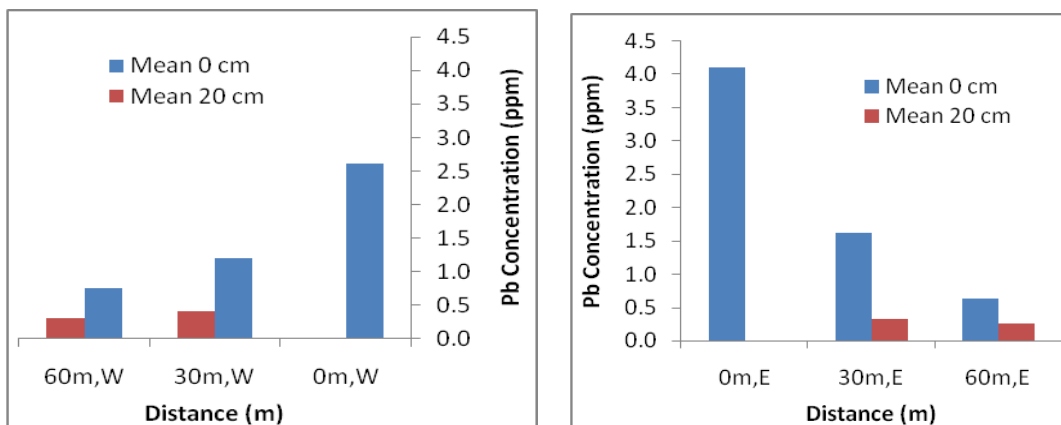 Mean 0 cm
Mean 20 cm
4.5
4.0
3.5
3.0
2.5
2.0
1.5
1.0
0.5
0.0
Pb Concentration (ppm)
60m,W
30m,W
0m,W
Distance (m)
Pb Concentration (ppm)
4.5
4.0
3.5
3.0
2.5
2.0
1.5
1.0
0.5
0.0
Mean 0 cm
Mean 20 cm
0m,E
30m,E
60m,E
Distance (m)